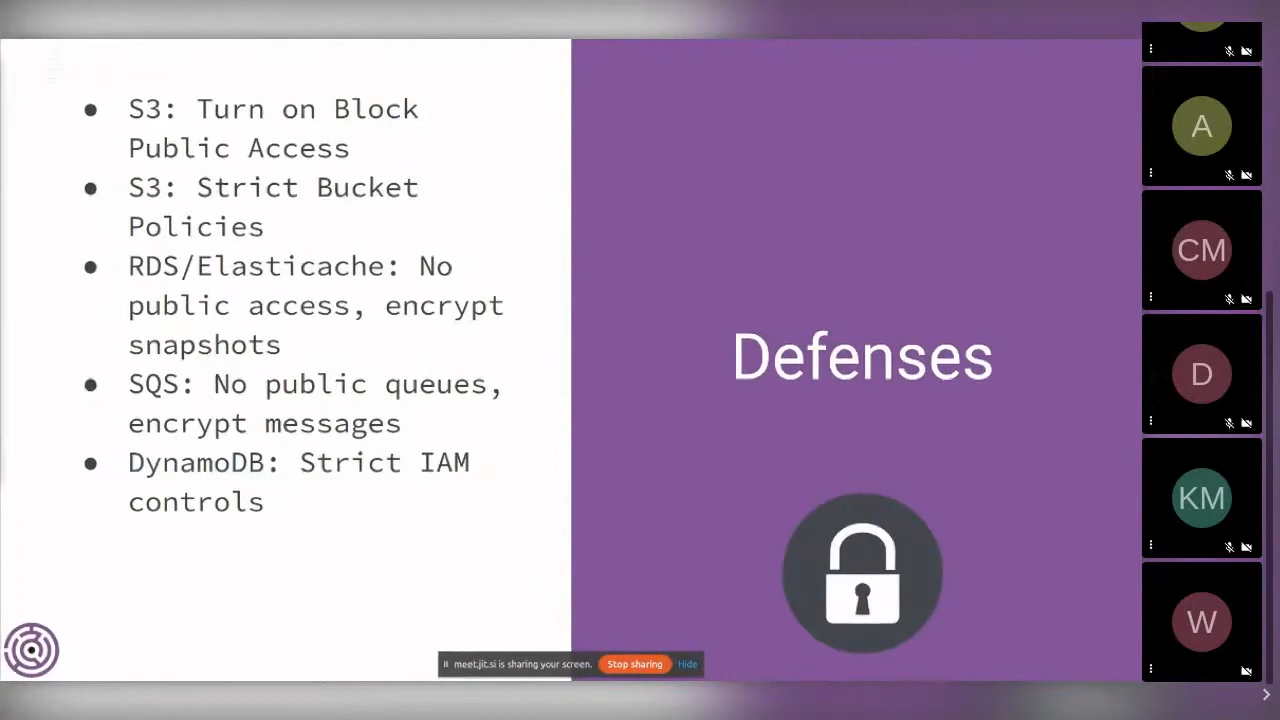 ● S3: Turn on Block
Public Access
● S3: Strict Bucket
Policies
● RDS/Elasticache: No
public access, encrypt
snapshots
● SQS: No public queues,
encrypt messages
● DynamoDB: Strict IAM
controls
Defenses
meet.jit.si is sharing your screen.
Stop sharing
Hide
A
CM
D
KM
W